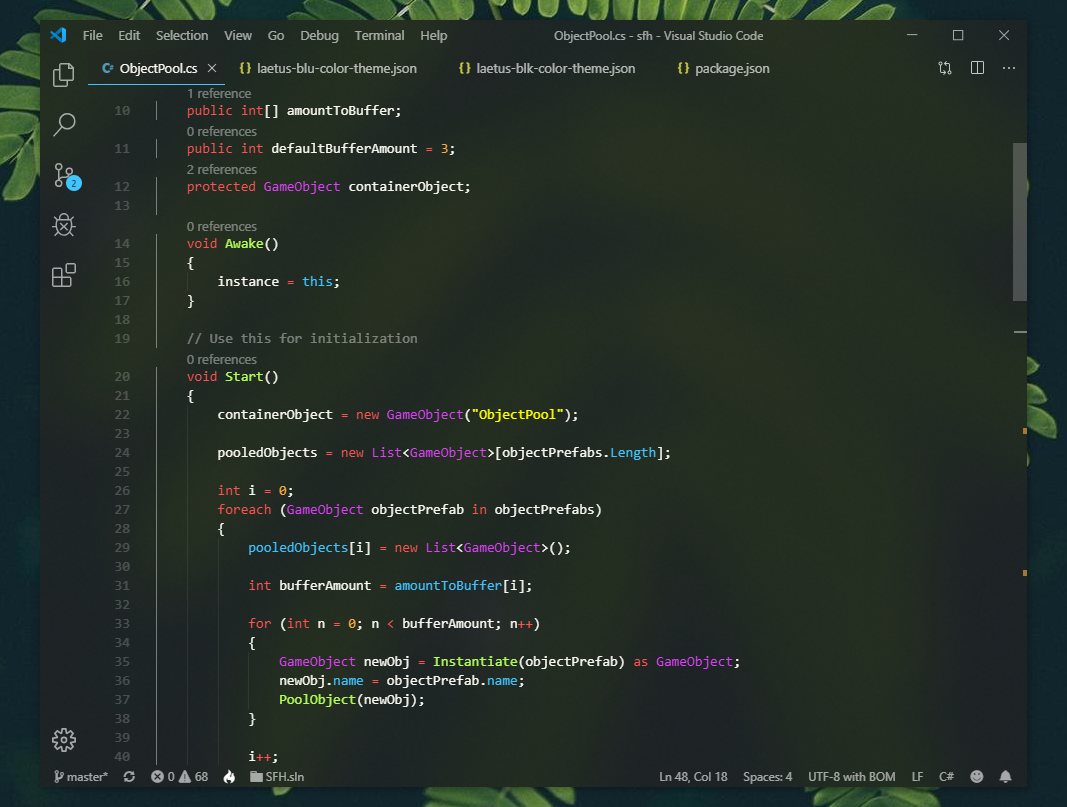 File Edit Selection View Go Debug Terminal Help ObjectPool.cs - sfh - Visual Studio Code
C# ObjectPool.cs {} laetus-blu-color-theme.json {} laetus-blk-color-theme.json {} package.json
1 reference
10 public int[] amountToBuffer;
0 references
11 public int defaultBufferAmount = 3;
2 references
12 protected GameObject containerObject;
13
0 references
14 void Awake()
15 {
16 instance = this;
17 }
18
19 // Use this for initialization
0 references
20 void Start()
21 {
22 containerObject = new GameObject("ObjectPool");
23
24 pooledObjects = new List<GameObject>[objectPrefabs.Length];
25
26 int i = 0;
27 foreach (GameObject objectPrefab in objectPrefabs)
28 {
29 pooledObjects[i] = new List<GameObject>();
30
31 int bufferAmount = amountToBuffer[i];
32
33 for (int n = 0; n < bufferAmount; n++)
34 {
35 GameObject newObj = Instantiate(objectPrefab) as GameObject;
36 newObj.name = objectPrefab.name;
37 PoolObject(newObj);
38 }
39
40 i++;
2
master* 0 68 SFH.sln Ln 48, Col 18 Spaces: 4 UTF-8 with BOM LF C#